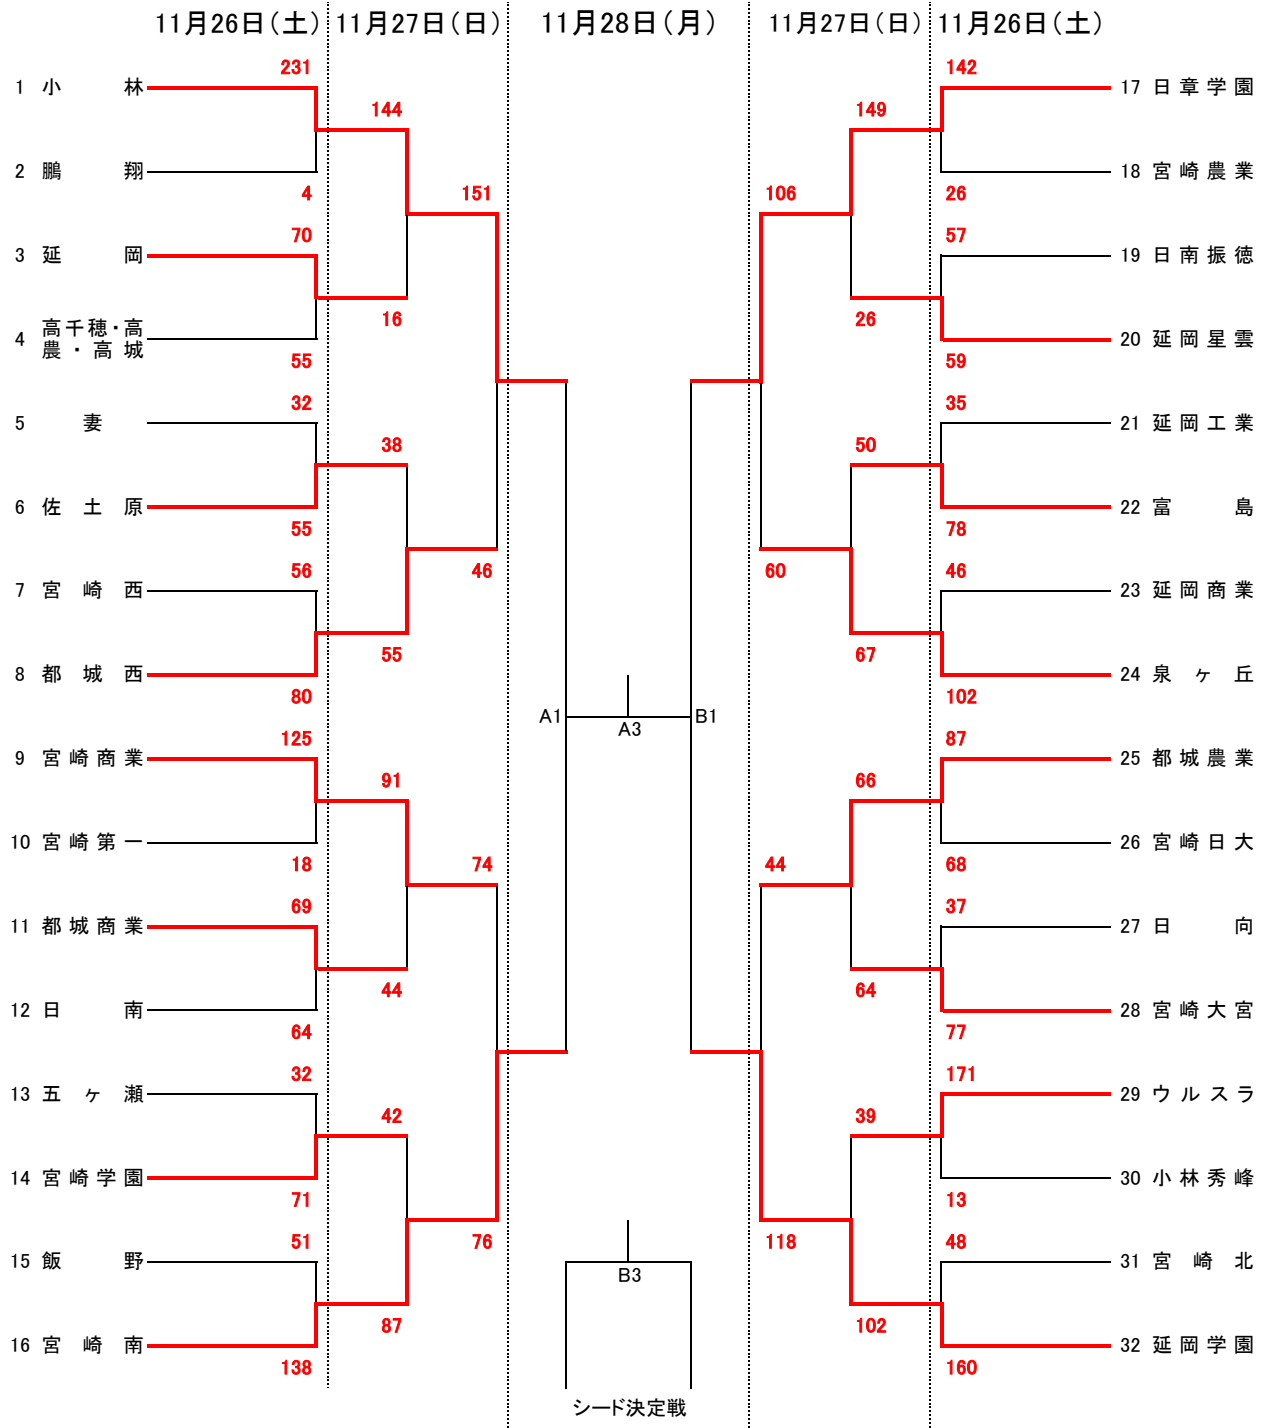 11月26日(土) 11月27日(日) 11月28日(月) 11月27日(日) 11月26日(土)
231 142
1 小 林 17 日章学園
144 149
2 鵬 翔 18 宮崎農業
4 151 106 26
70 57
3 延 岡 19 日南振徳
16 26
高千穂・高
4 20 延岡星雲
農・高城
55 59
32 35
5 妻 21 延岡工業
38 50
6 佐土原 22 富 島
55 78
56 46 60 46
7 宮崎西 23 延岡商業
55 67
8 都城西 24 泉ヶ丘
80 102
A1 B1
A3
125 87
9 宮崎商業 25 都城農業
91 66
10 宮崎第一 26 宮崎日大
18 74 44 68
69 37
11 都城商業 27 日 向
44 64
12 日 南 28 宮崎大宮
64 77
32 171
13 五ヶ瀬 29 ウルスラ
42 39
14 宮崎学園 30 小林秀峰
71 13
51 76 118 48
15 飯 野 31 宮崎北
B3
87 102
16 宮崎南 32 延岡学園
138 160
シード決定戦